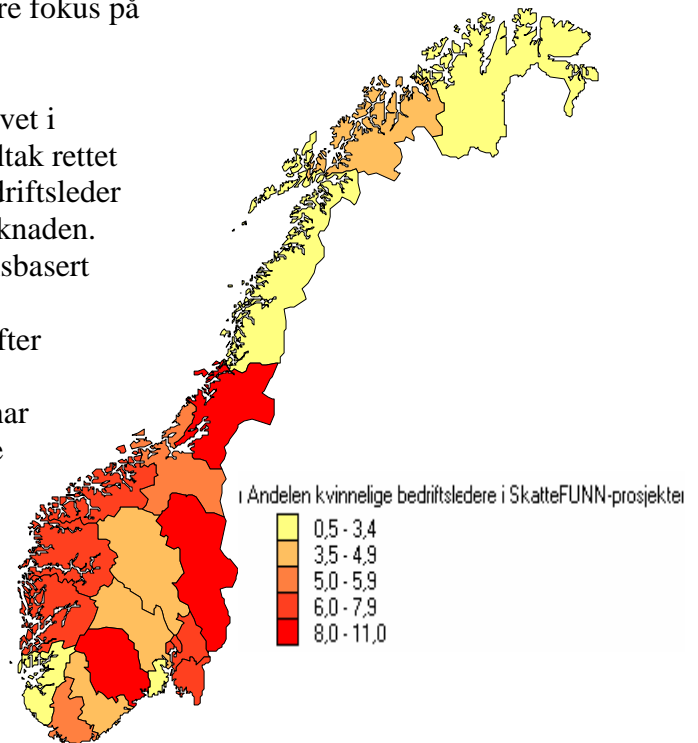 re fokus på
vet i
ltak rettet
driftsleder
knaden.
sbasert
fter
nar
e
Andelen kvinnelige bedriftsledere i SkatteFUNN-prosjekter
0,5 - 3,4
3,5 - 4,9
5,0 - 5,9
6,0 - 7,9
8,0 - 11,0